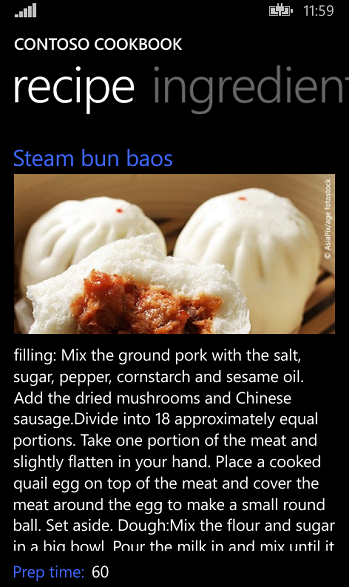 11:59
CONTOSO COOKBOOK
recipe ingredient
Steam bun baos
© AsiaPix/age fotostock
filling: Mix the ground pork with the salt,
sugar, pepper, cornstarch and sesame oil.
Add the dried mushrooms and Chinese
sausage.Divide into 18 approximately equal
portions. Take one portion of the meat and
slightly flatten in your hand. Place a cooked
quail egg on top of the meat and cover the
meat around the egg to make a small round
ball. Set aside. Dough:Mix the flour and sugar
in a big bowl. Pour the milk in and mix until it
Prep time: 60